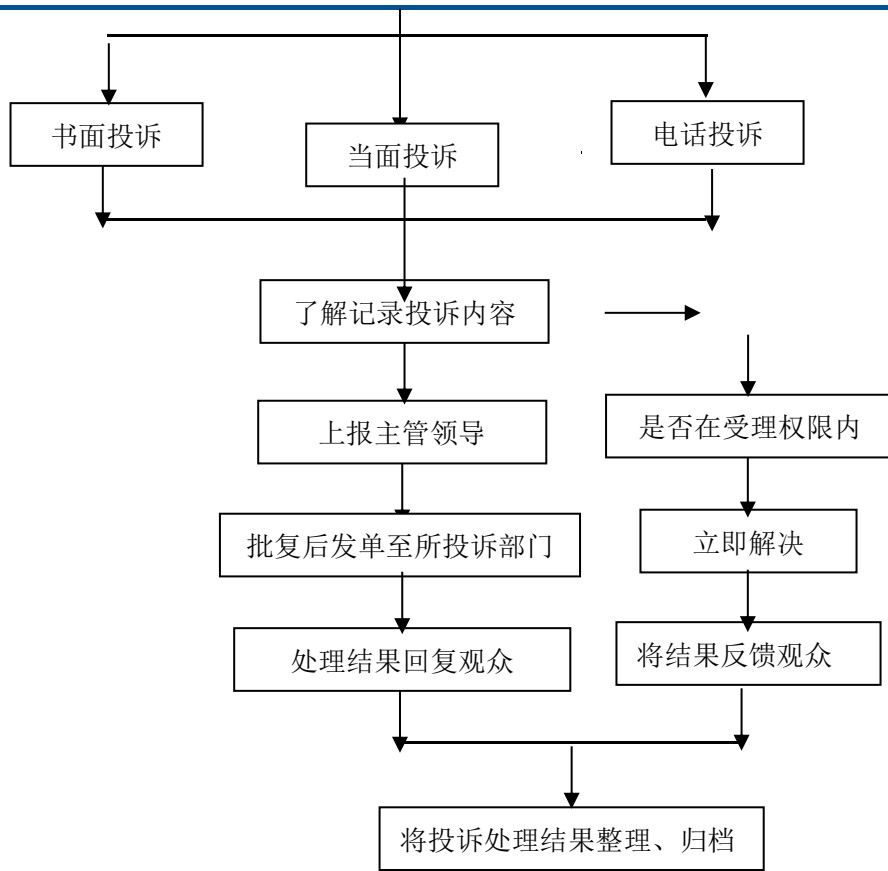 书面投诉
当面投诉
电话投诉
了解记录投诉内容
上报主管领导
是否在受理权限内
批复后发单至所投诉部门
立即解决
处理结果回复观众
将结果反馈观众
将投诉处理结果整理、归档